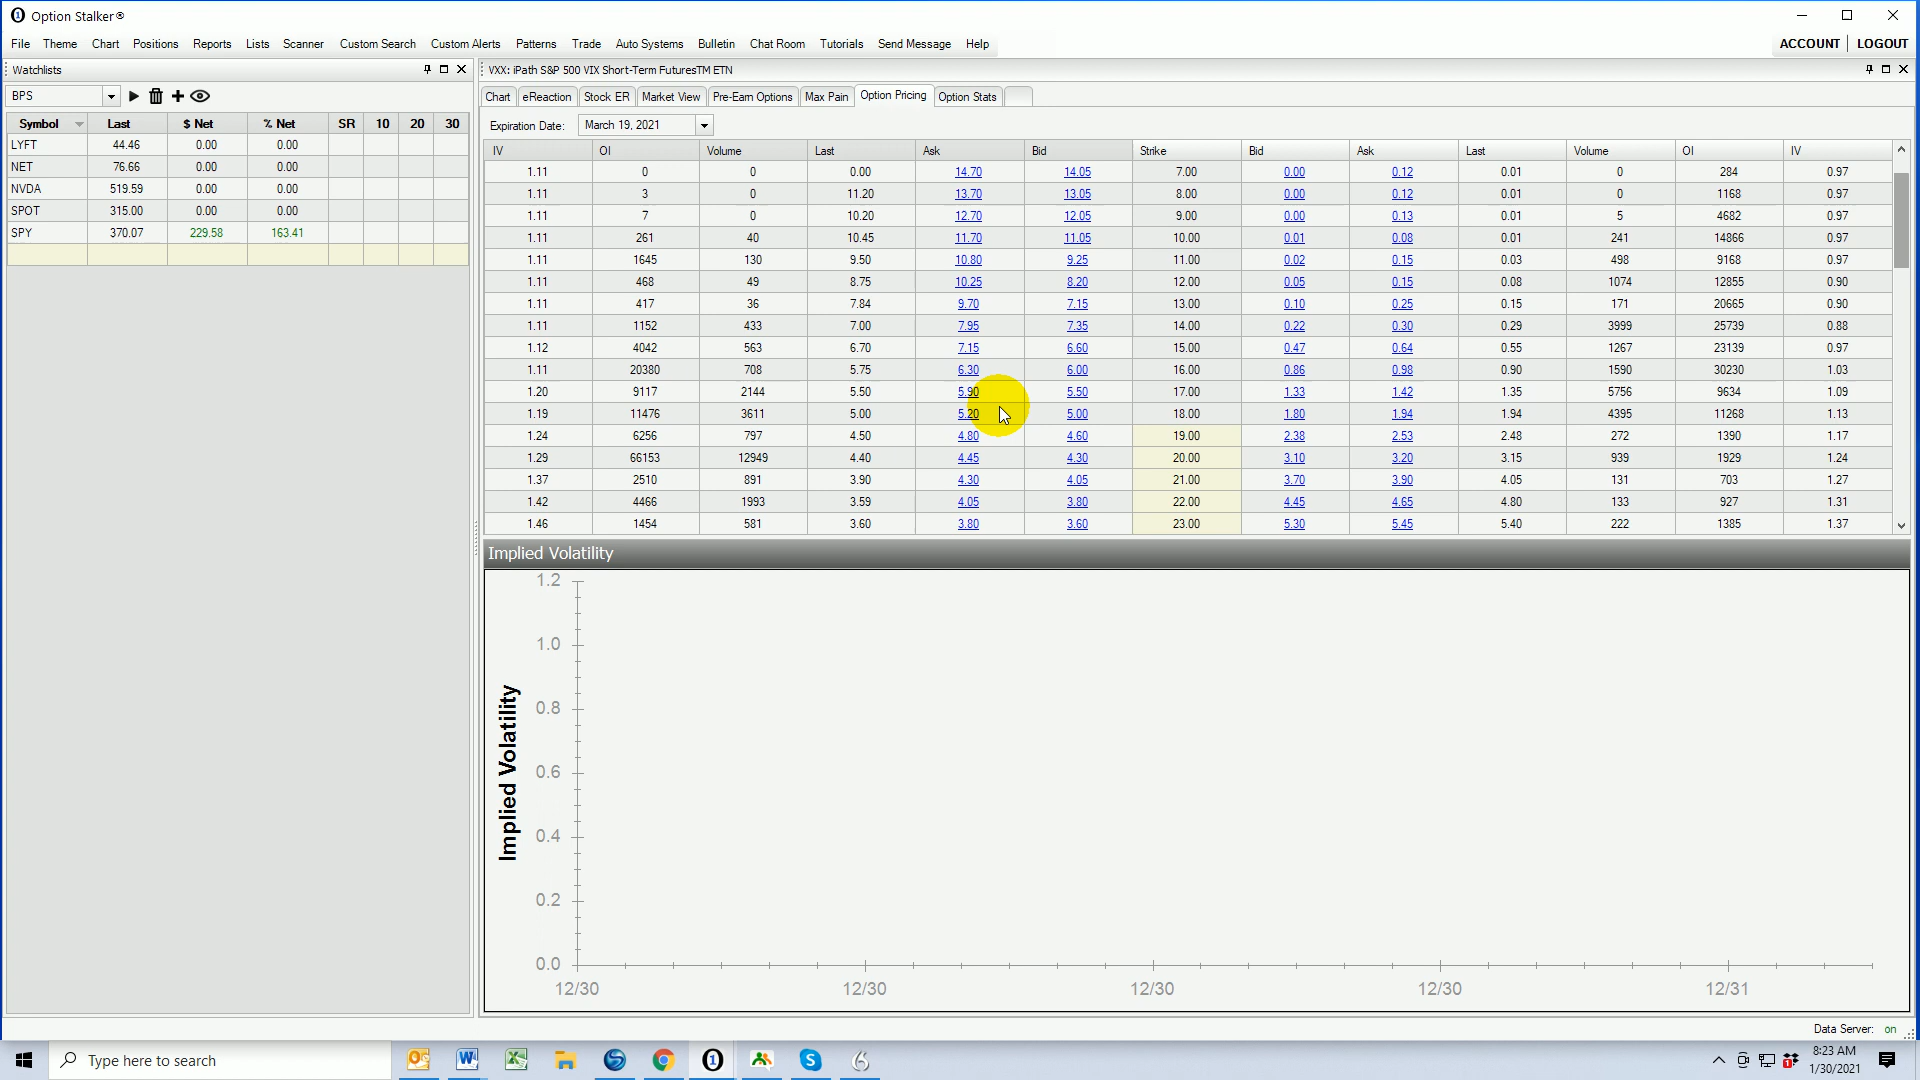 Option Stalker®
File Theme Chart Positions Reports Lists Scanner Custom Search Custom Alerts Patterns Trade Auto Systems Bulletin Chat Room Tutorials Send Message Help ACCOUNT LOGOUT
Watchlists
BPS
Symbol Last $ Net % Net SR 10 20 30
LYFT 44.46 0.00 0.00
NET 76.66 0.00 0.00
NVDA 519.59 0.00 0.00
SPOT 315.00 0.00 0.00
SPY 370.07 229.58 163.41
VXX: iPath S&P 500 VIX Short-Term FuturesTM ETN
Chart eReaction Stock ER Market View Pre-Earn Options Max Pain Option Pricing Option Stats
Expiration Date: March 19, 2021
IV OI Volume Last Ask Bid Strike Bid Ask Last Volume OI IV
1.11 0 0 0.00 14.70 14.05 7.00 0.00 0.12 0.01 0 284 0.97
1.11 3 0 11.20 13.70 13.05 8.00 0.00 0.12 0.01 0 1168 0.97
1.11 7 0 10.20 12.70 12.05 9.00 0.00 0.13 0.01 5 4682 0.97
1.11 261 40 10.45 11.70 11.05 10.00 0.01 0.08 0.01 241 14866 0.97
1.11 1645 130 9.50 10.80 9.25 11.00 0.02 0.15 0.03 498 9168 0.97
1.11 468 49 8.75 10.25 8.20 12.00 0.05 0.15 0.08 1074 12855 0.90
1.11 417 36 7.84 9.70 7.15 13.00 0.10 0.25 0.15 171 20665 0.90
1.11 1152 433 7.00 7.95 7.35 14.00 0.22 0.30 0.29 3999 25739 0.88
1.12 4042 563 6.70 7.15 6.60 15.00 0.47 0.64 0.55 1267 23139 0.97
1.11 20380 708 5.75 6.30 6.00 16.00 0.86 0.98 0.90 1590 30230 1.03
1.20 9117 2144 5.50 5.90 5.50 17.00 1.33 1.42 1.35 5756 9634 1.09
1.19 11476 3611 5.00 5.20 5.00 18.00 1.80 1.94 1.94 4395 11268 1.13
1.24 6256 797 4.50 4.80 4.60 19.00 2.38 2.53 2.48 272 1390 1.17
1.29 66153 12949 4.40 4.45 4.30 20.00 3.10 3.20 3.15 939 1929 1.24
1.37 2510 891 3.90 4.30 4.05 21.00 3.70 3.90 4.05 131 703 1.27
1.42 4466 1993 3.59 4.05 3.80 22.00 4.45 4.65 4.80 133 927 1.31
1.46 1454 581 3.60 3.80 3.60 23.00 5.30 5.45 5.40 222 1385 1.37
Implied Volatility
Implied Volatility
1.2
1.0
0.8
0.6
0.4
0.2
0.0
12/30 12/30 12/30 12/30 12/31
Data Server: on
Type here to search
8:23 AM
1/30/2021